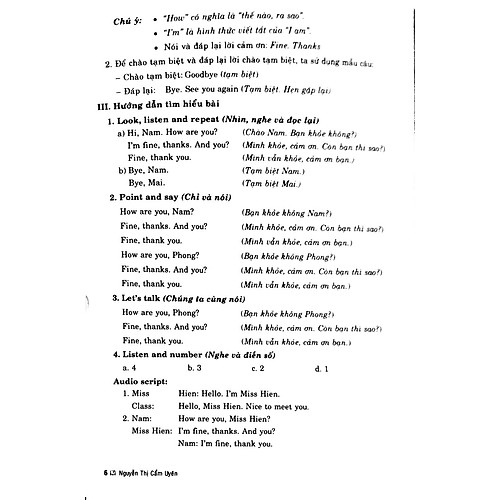 Chú ý: • "How" có nghĩa là "thế nào, ra sao".
• "I'm" là hình thức viết tắt của "I am".
• Nói và đáp lại lời cám ơn: Fine. Thanks
2. Để chào tạm biệt và đáp lại lời chào tạm biệt, ta sử dụng mẫu câu:
– Chào tạm biệt: Goodbye (tạm biệt)
– Đáp lại: Bye. See you again (Tạm biệt. Hẹn gặp lại)
III. Hướng dẫn tìm hiểu bài
1. Look, listen and repeat (Nhìn, nghe và đọc lại)
a) Hi, Nam. How are you? (Chào Nam. Bạn khỏe không?)
I'm fine, thanks. And you? (Mình khỏe, cám ơn. Còn bạn thì sao?)
Fine, thank you. (Mình vẫn khỏe, cám ơn bạn.)
b) Bye, Nam. (Tạm biệt Nam.)
Bye, Mai. (Tạm biệt Mai.)
2. Point and say (Chỉ và nói)
How are you, Nam? (Bạn khỏe không Nam?)
Fine, thanks. And you? (Mình khỏe, cám ơn. Còn bạn thì sao?)
Fine, thank you. (Mình vẫn khỏe, cám ơn bạn.)
How are you, Phong? (Bạn khỏe không Phong?)
Fine, thanks. And you? (Mình khỏe, cám ơn. Còn bạn thì sao?)
Fine, thank you. (Mình vẫn khỏe, cám ơn bạn.)
3. Let's talk (Chúng ta cùng nói)
How are you, Phong? (Bạn khỏe không Phong?)
Fine, thanks. And you? (Mình khỏe, cám ơn. Còn bạn thì sao?)
Fine, thank you. (Mình vẫn khỏe, cám ơn bạn.)
4. Listen and number (Nghe và điền số)
a. 4 b. 3 c. 2 d. 1
Audio script:
1. Miss Hien: Hello. I'm Miss Hien.
Class: Hello, Miss Hien. Nice to meet you.
2. Nam: How are you, Miss Hien?
Miss Hien: I'm fine, thanks. And you?
Nam: I'm fine, thank you.
6 Nguyễn Thị Cẩm Uyên